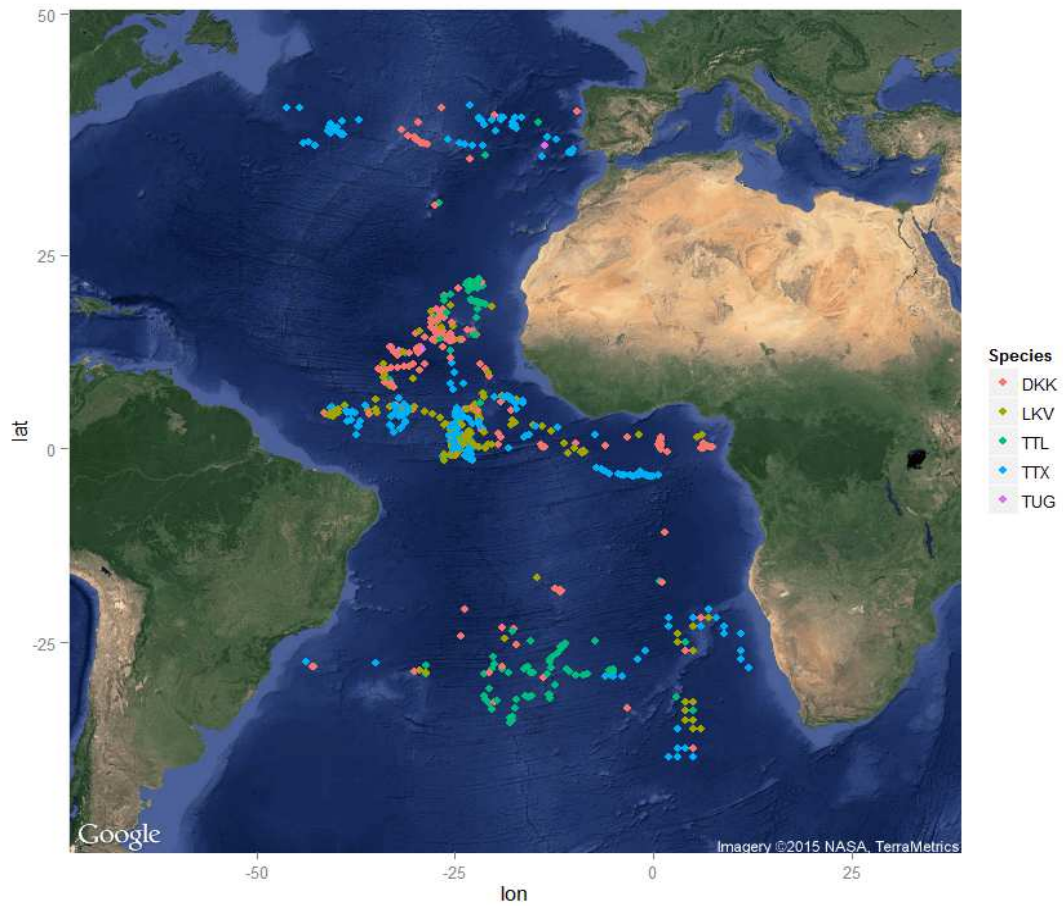 50
25
0
-25
lat
-50
-25
0
25
lon
Google
Imagery ©2015 NASA, TerraMetrics
Species
DKK
LKV
TTL
TTX
TUG